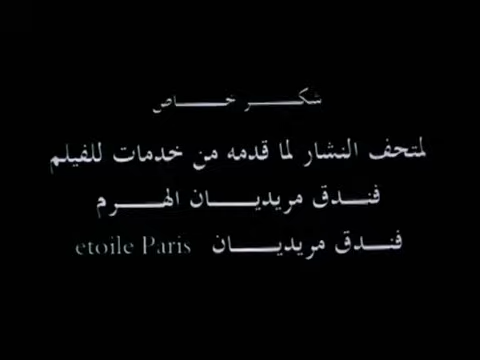 شكر خاص
لمتحف النشار لما قدمه من خدمات للفيلم
فندق مريديان الهرم
فندق مريديان etoile Paris